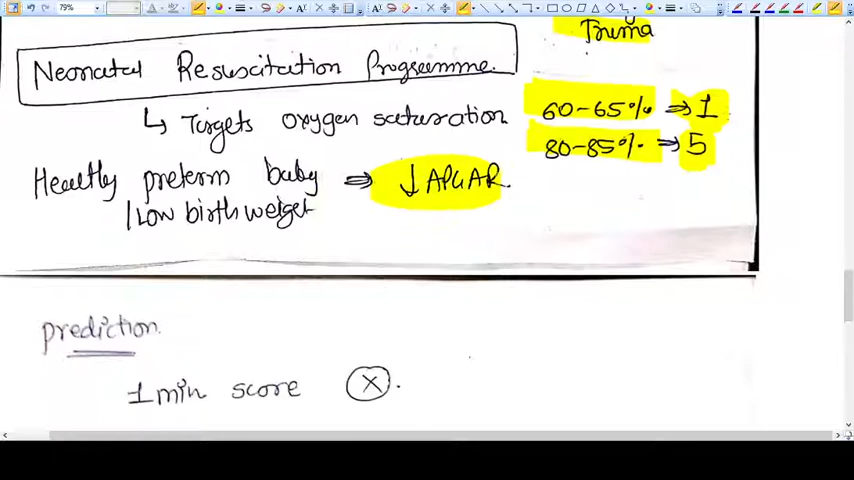 79%
Truma
Neonatal Resuscitation Programme.
↳ Targets oxygen saturation
60-65% ⇒ 1
80-85% ⇒ 5
Healthy preterm baby ⇒ ↓ APGAR.
/Low birth weight
prediction
1 min score ⓧ.